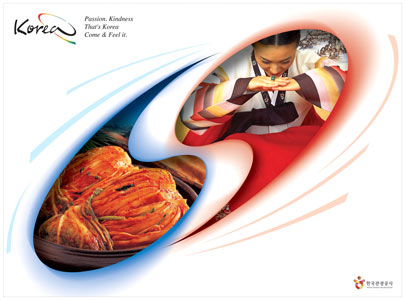 Korea
Passion. Kindness
That's Korea
Come & Feel it.
한국관광공사